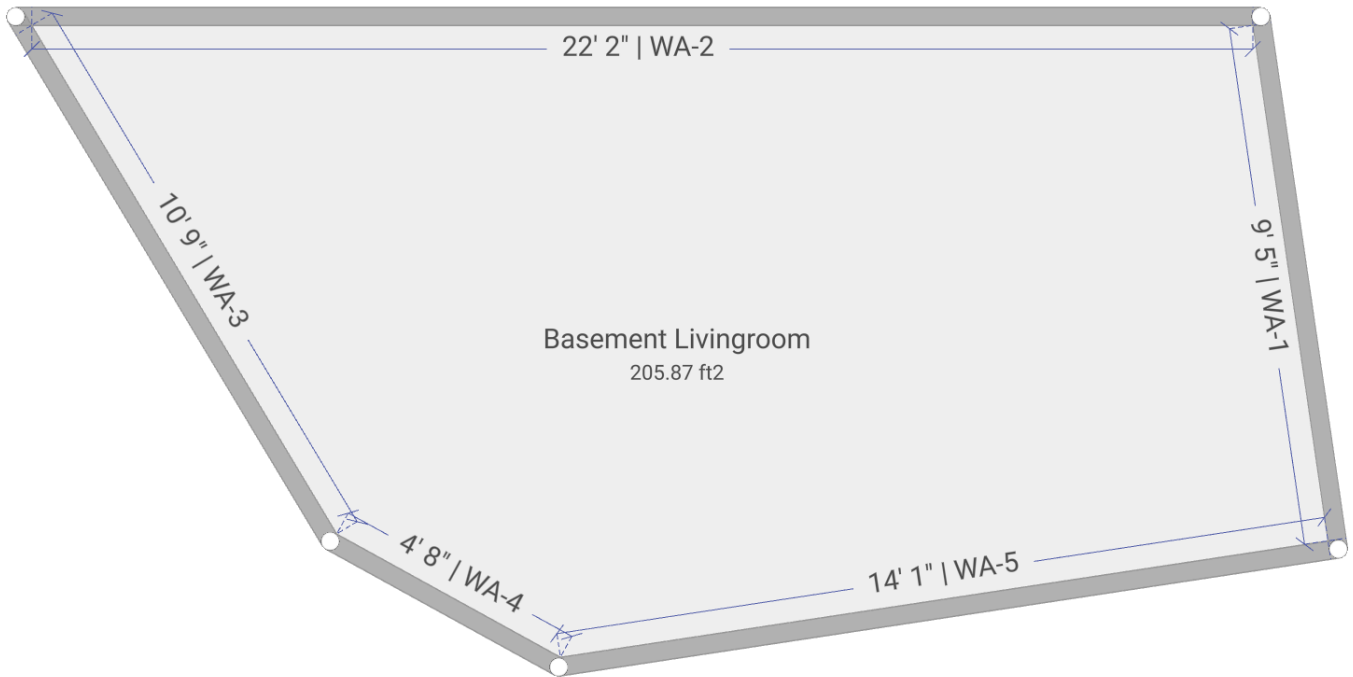 22' 2" | WA-2
10' 9" | WA-3
9' 5" | WA-1
Basement Livingroom
205.87 ft2
4' 8" | WA-4
14' 1" | WA-5